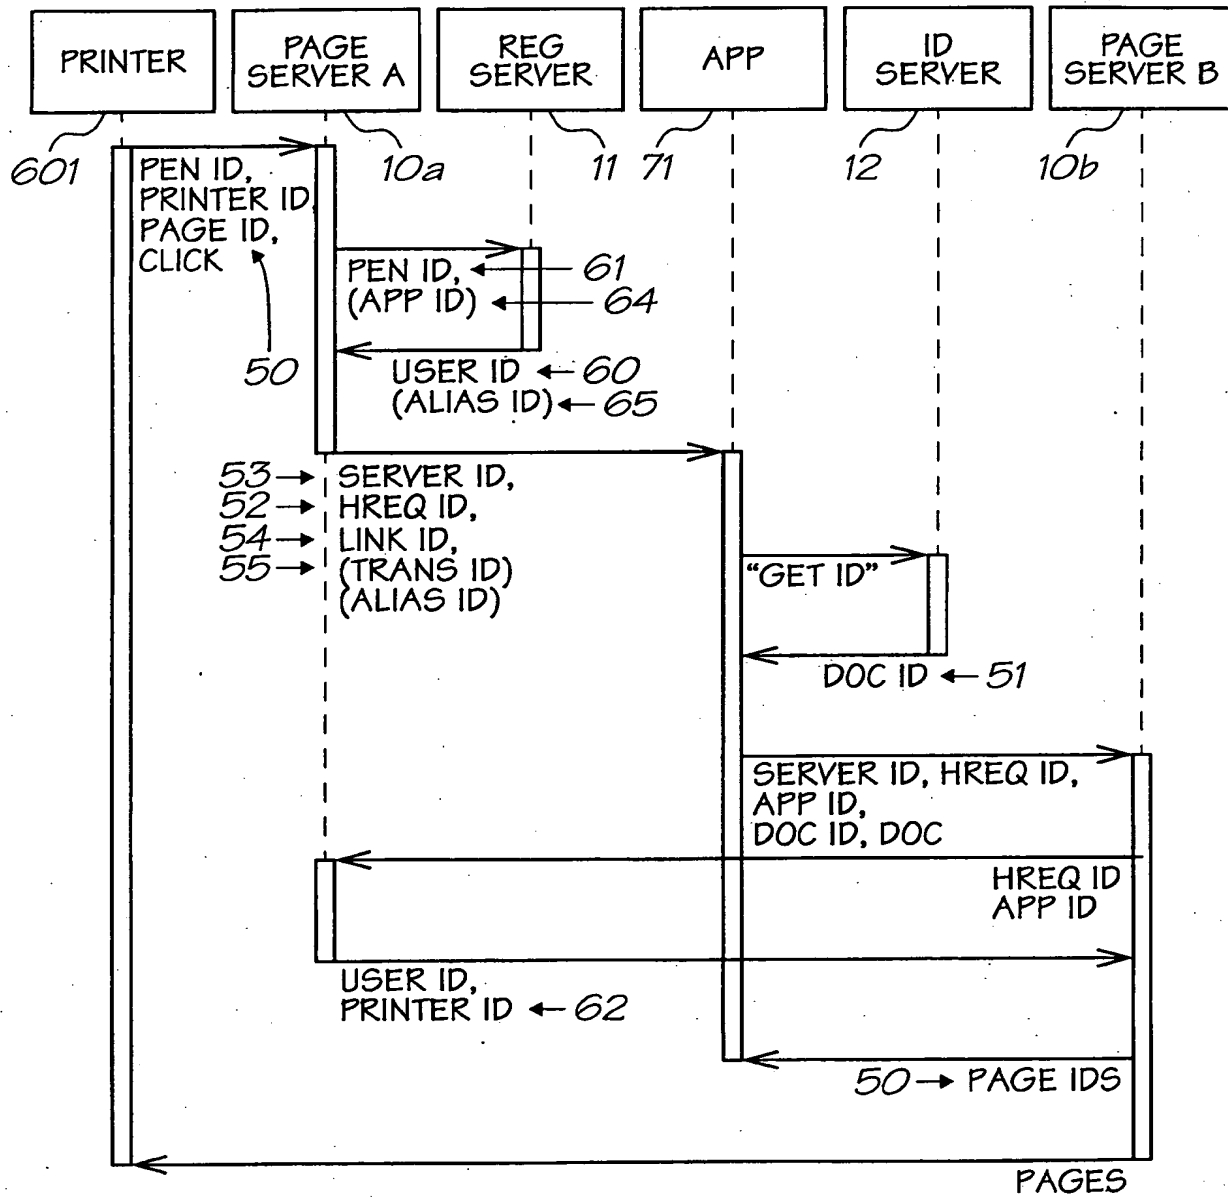 PRINTER
PAGE
SERVER A
REG
SERVER
APP
ID
SERVER
PAGE
SERVER B
601
10a
11
71
12
10b
PEN ID,
PRINTER ID,
PAGE ID,
CLICK
50
PEN ID, 61
(APP ID) 64
USER ID 60
(ALIAS ID) 65
53 SERVER ID,
52 HREQ ID,
54 LINK ID,
55 (TRANS ID)
(ALIAS ID)
"GET ID"
DOC ID 51
SERVER ID, HREQ ID,
APP ID,
DOC ID, DOC
HREQ ID
APP ID
USER ID,
PRINTER ID 62
50 PAGE IDS
PAGES